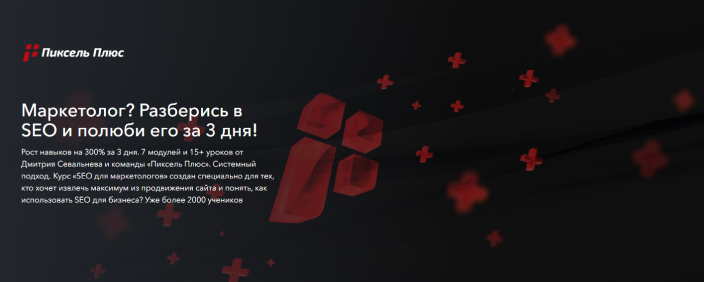 Пиксель Плюс
Маркетолог? Разберись в
SEO и полюби его за 3 дня!
Рост навыков на 300% за 3 дня. 7 модулей и 15+ уроков от
Дмитрия Севальнева и команды «Пиксель Плюс». Системный
подход. Курс «SEO для маркетологов» создан специально для тех,
кто хочет извлечь максимум из продвижения сайта и понять, как
использовать SEO для бизнеса? Уже более 2000 учеников